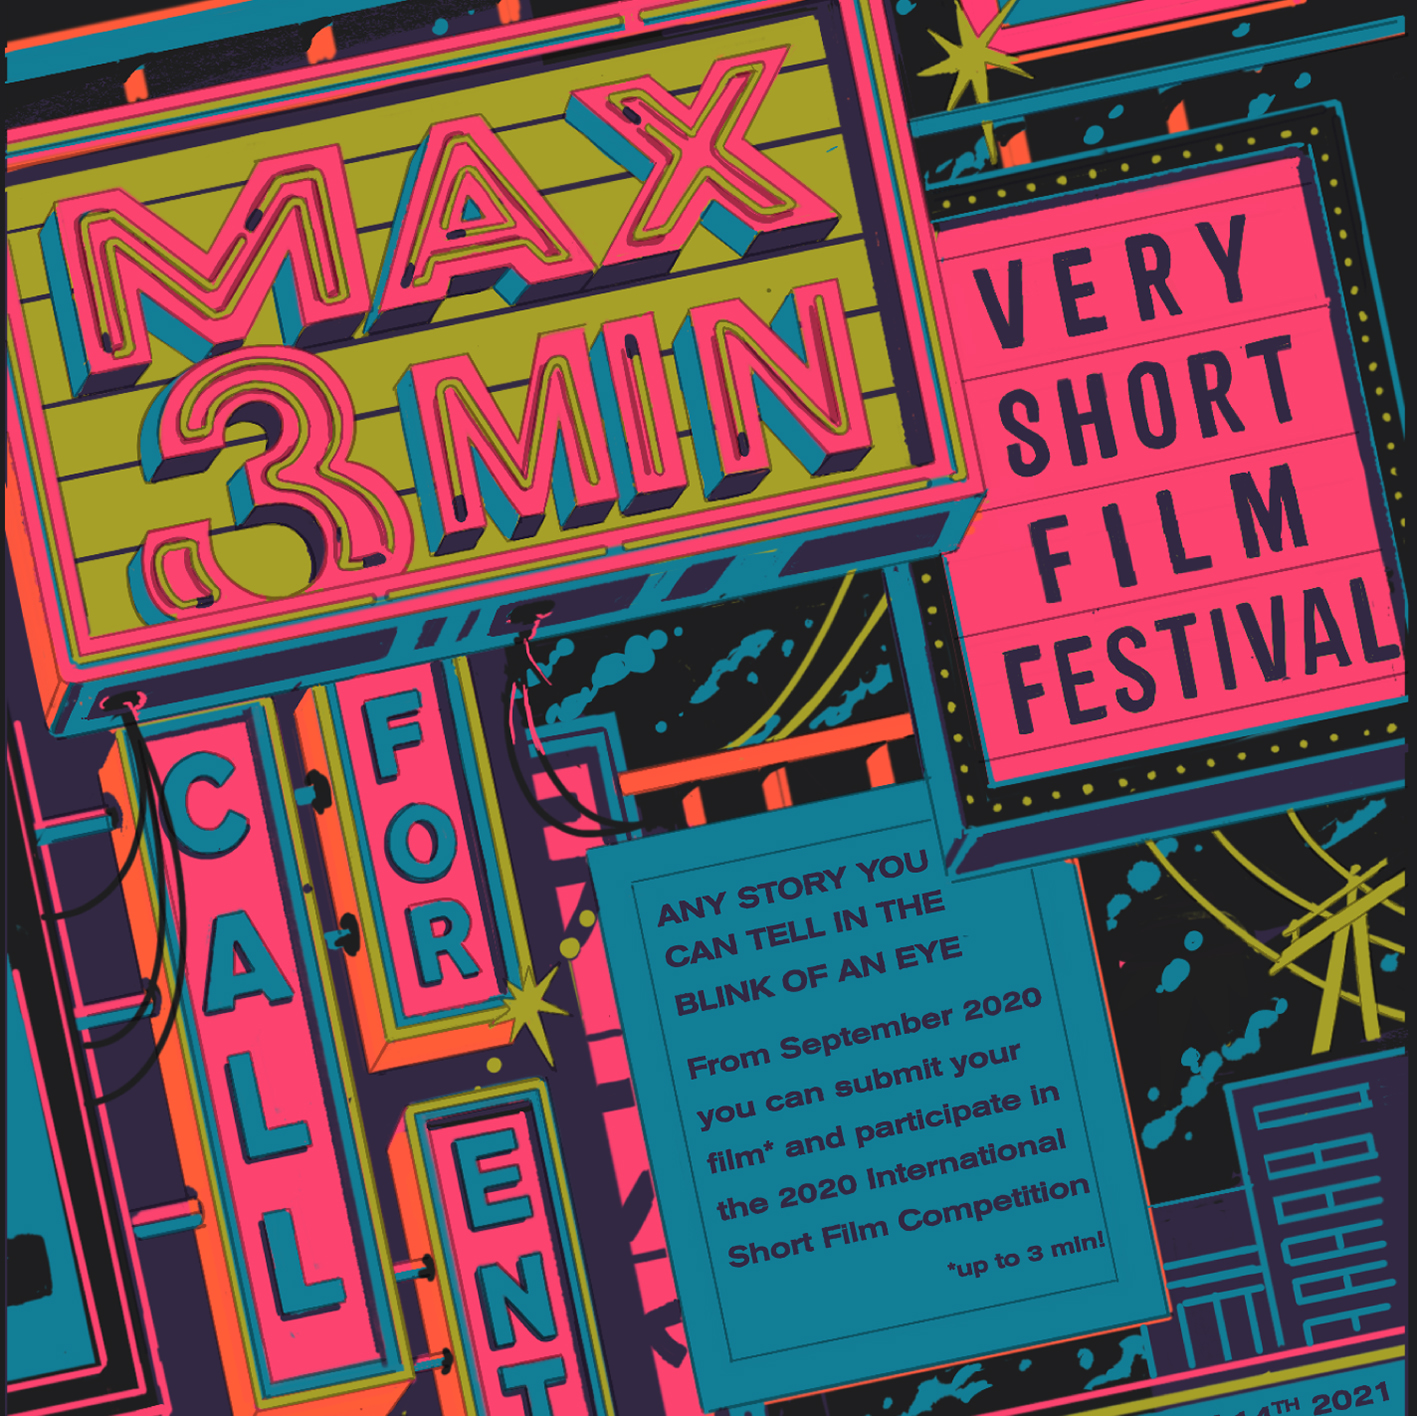 MAX
3 MIN
VERY
SHORT
FILM
FESTIVAL
CALL
FOR
ENT
ANY STORY YOU
CAN TELL IN THE
BLINK OF AN EYE
From September 2020
you can submit your
film* and participate in
the 2020 International
Short Film Competition
*up to 3 min!
14TH 2021